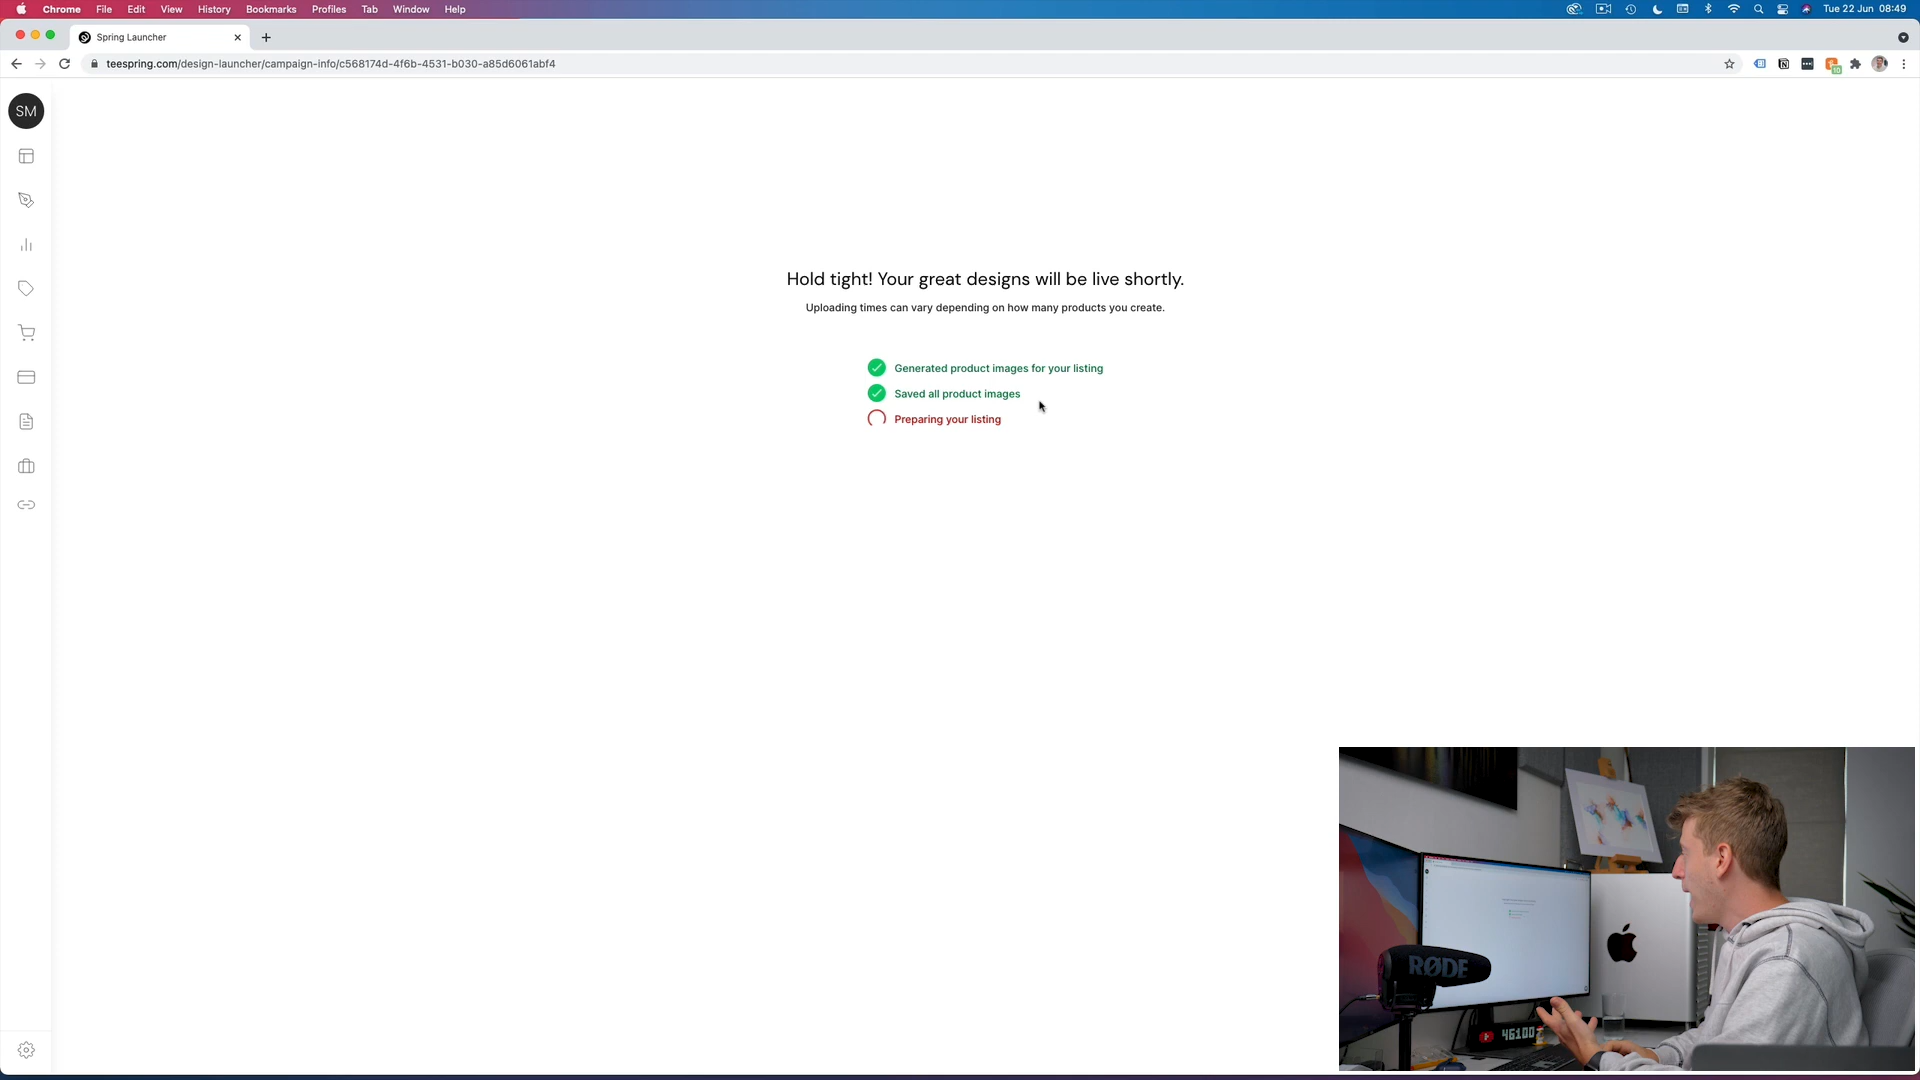 Chrome File Edit View History Bookmarks Profiles Tab Window Help
Tue 22 Jun 08:49
Spring Launcher
teespring.com/design-launcher/campaign-info/c568174d-4f6b-4531-b030-a85d6061abf4
10
SM
Hold tight! Your great designs will be live shortly.
Uploading times can vary depending on how many products you create.
Generated product images for your listing
Saved all product images
Preparing your listing
RØDE
46100